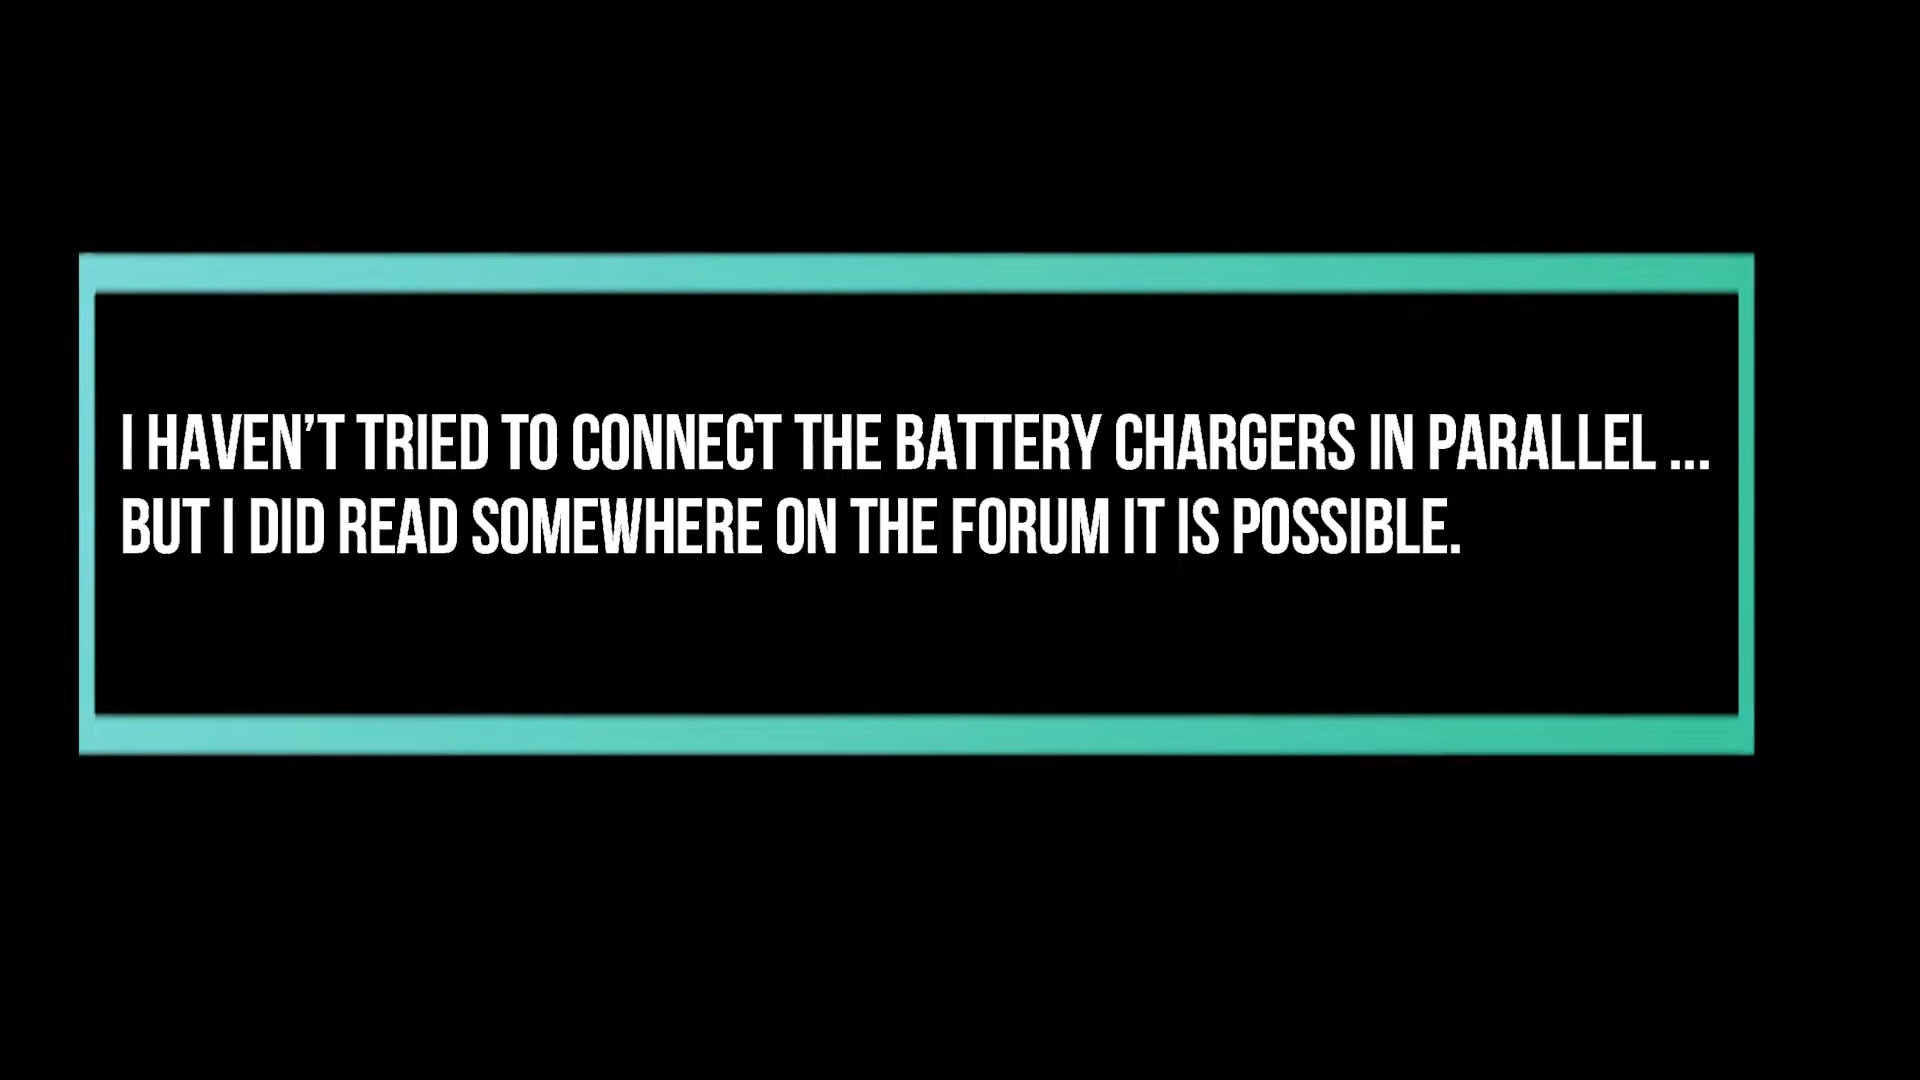 I HAVEN’T TRIED TO CONNECT THE BATTERY CHARGERS IN PARALLEL ...
BUT I DID READ SOMEWHERE ON THE FORUM IT IS POSSIBLE.